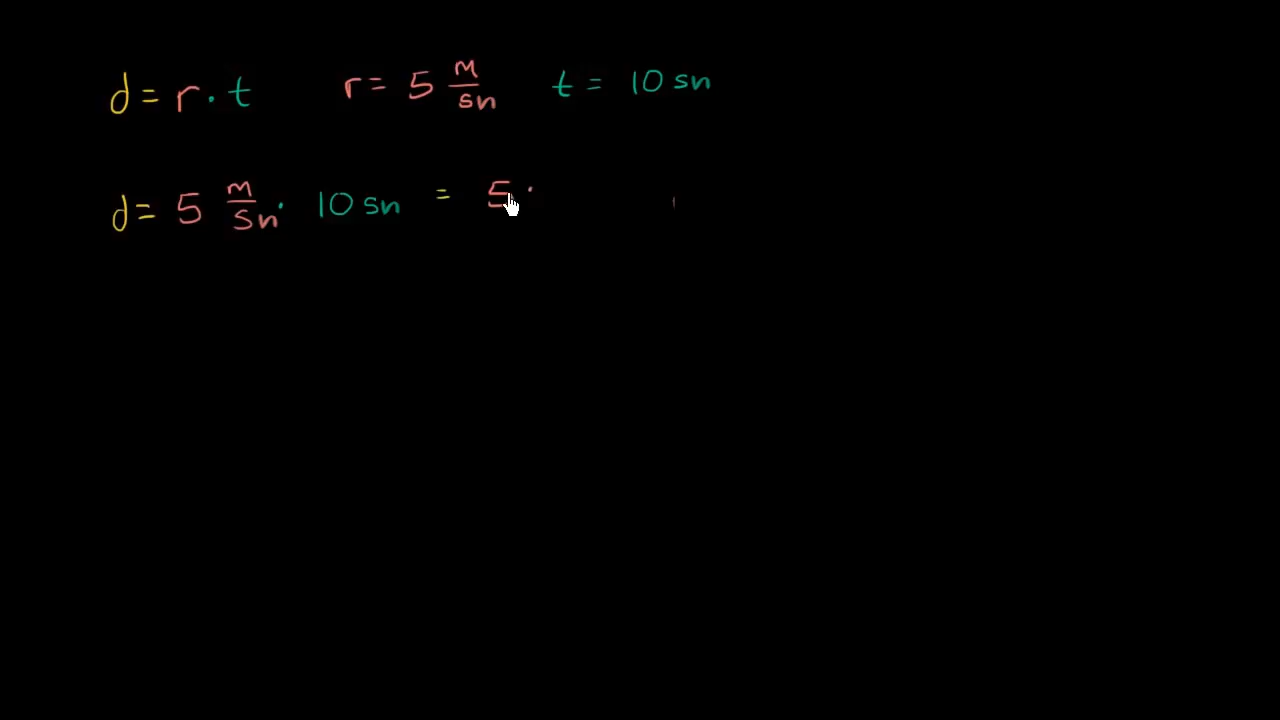 d = r · t r = 5 m/sn t = 10 sn
d = 5 m/sn · 10 sn = 5 ·